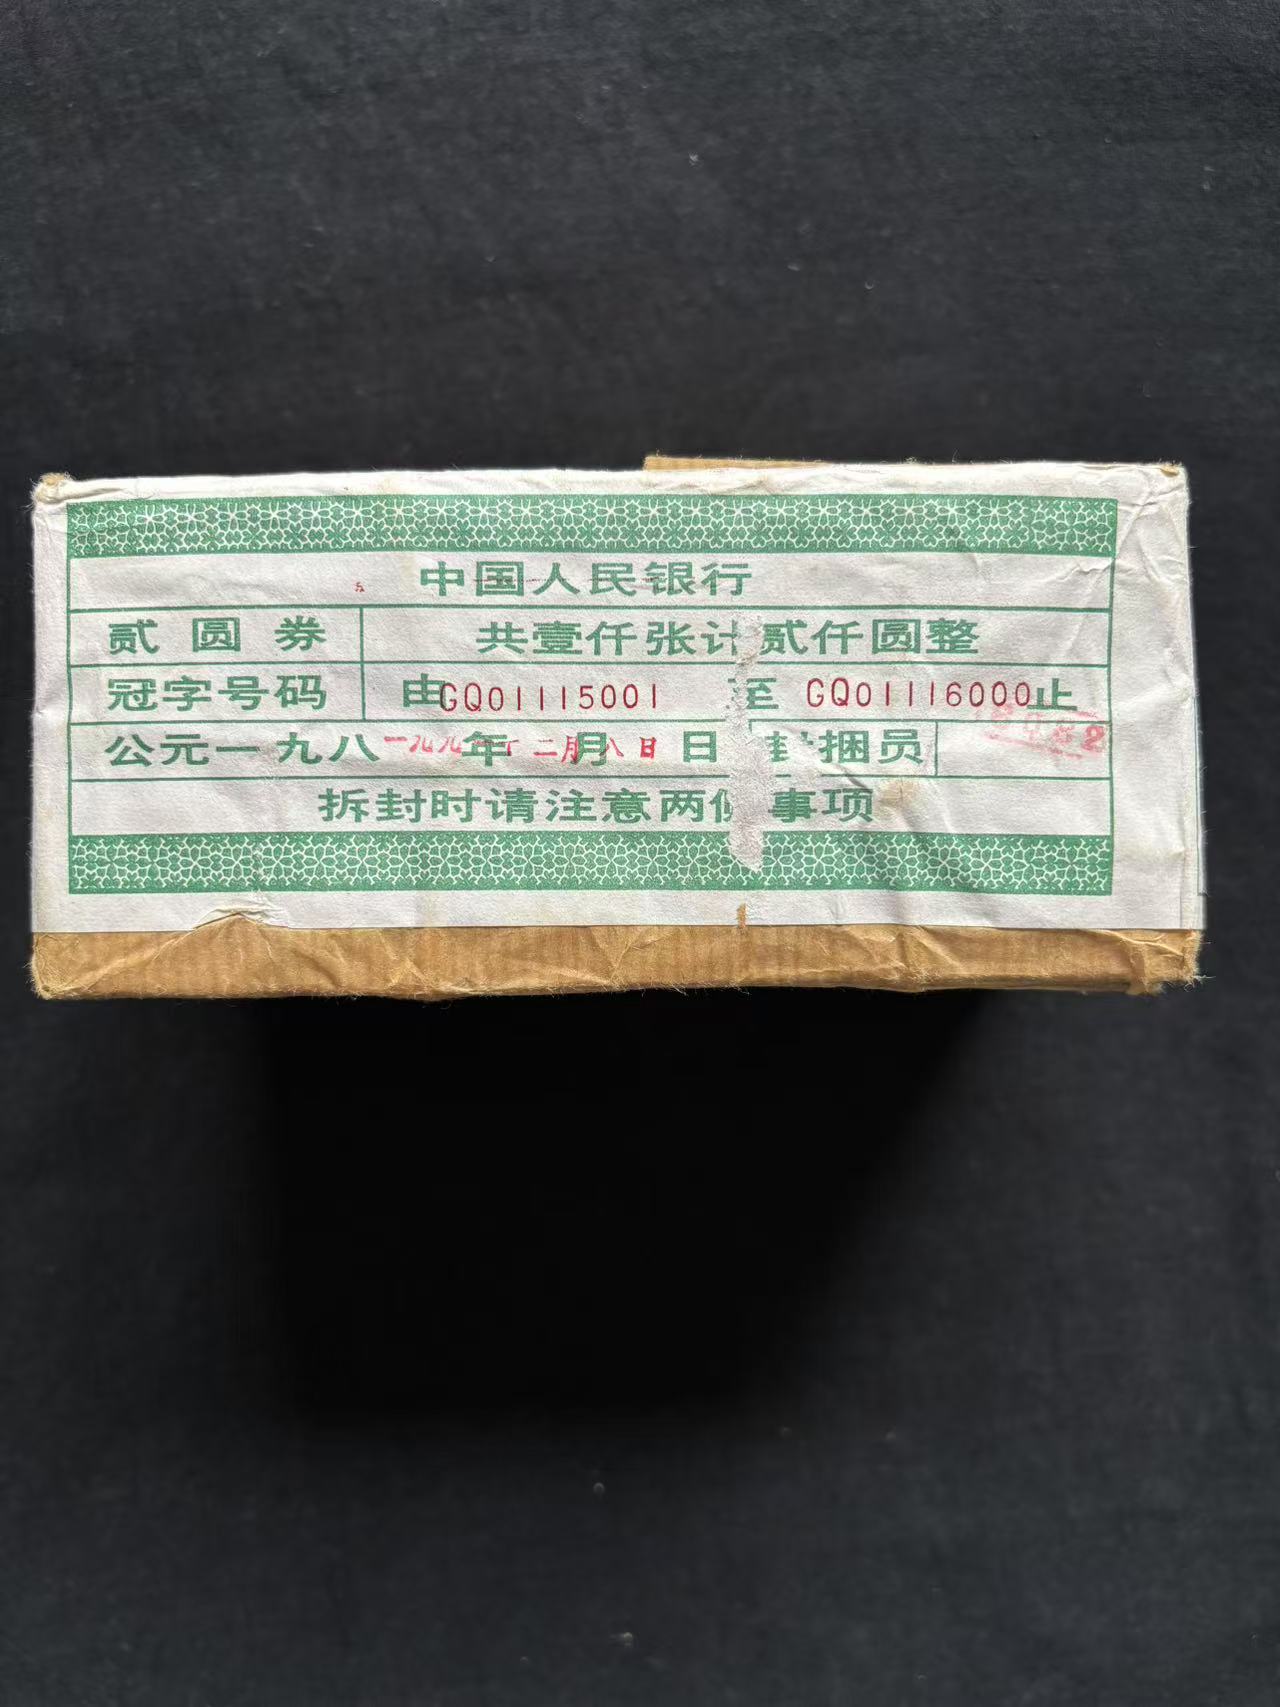 中国人民银行
贰圆券 共壹仟张计贰仟圆整
冠字号码 由GQ01115001 至 GQ01116000止
公元一九八 年 月 日 封捆员
拆封时请注意两侧事项